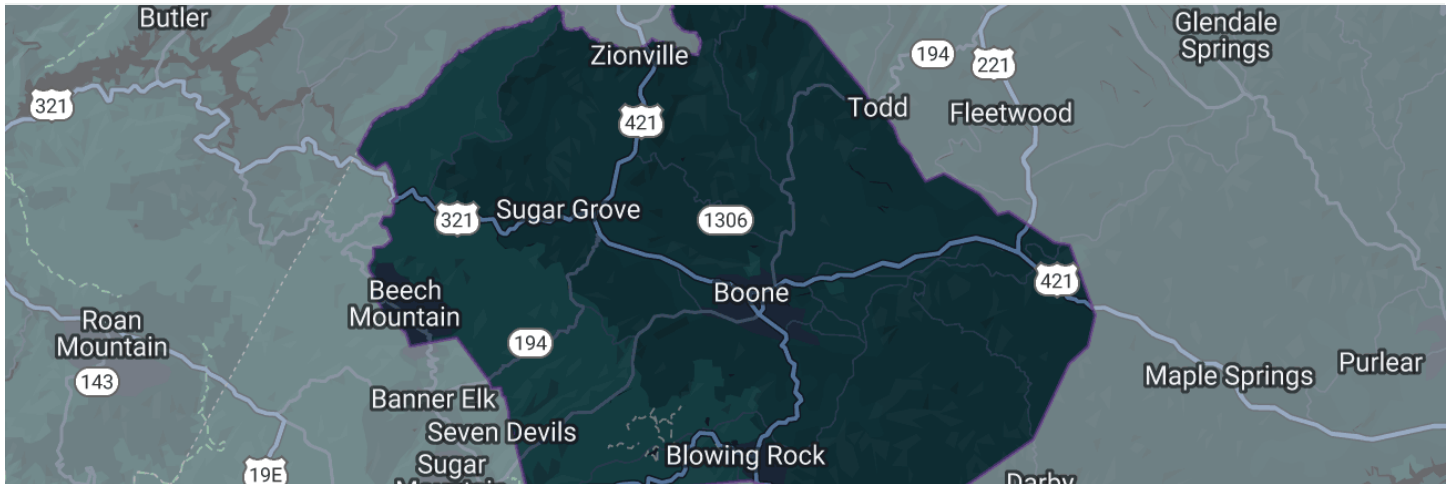 Butler
Glendale
Springs
Zionville
194
221
321
Todd
Fleetwood
421
321
Sugar Grove
1306
421
Beech
Mountain
Boone
Roan
Mountain
194
143
Maple Springs
Purlear
Banner Elk
Seven Devils
Blowing Rock
Sugar
Mountain
19E
Darby